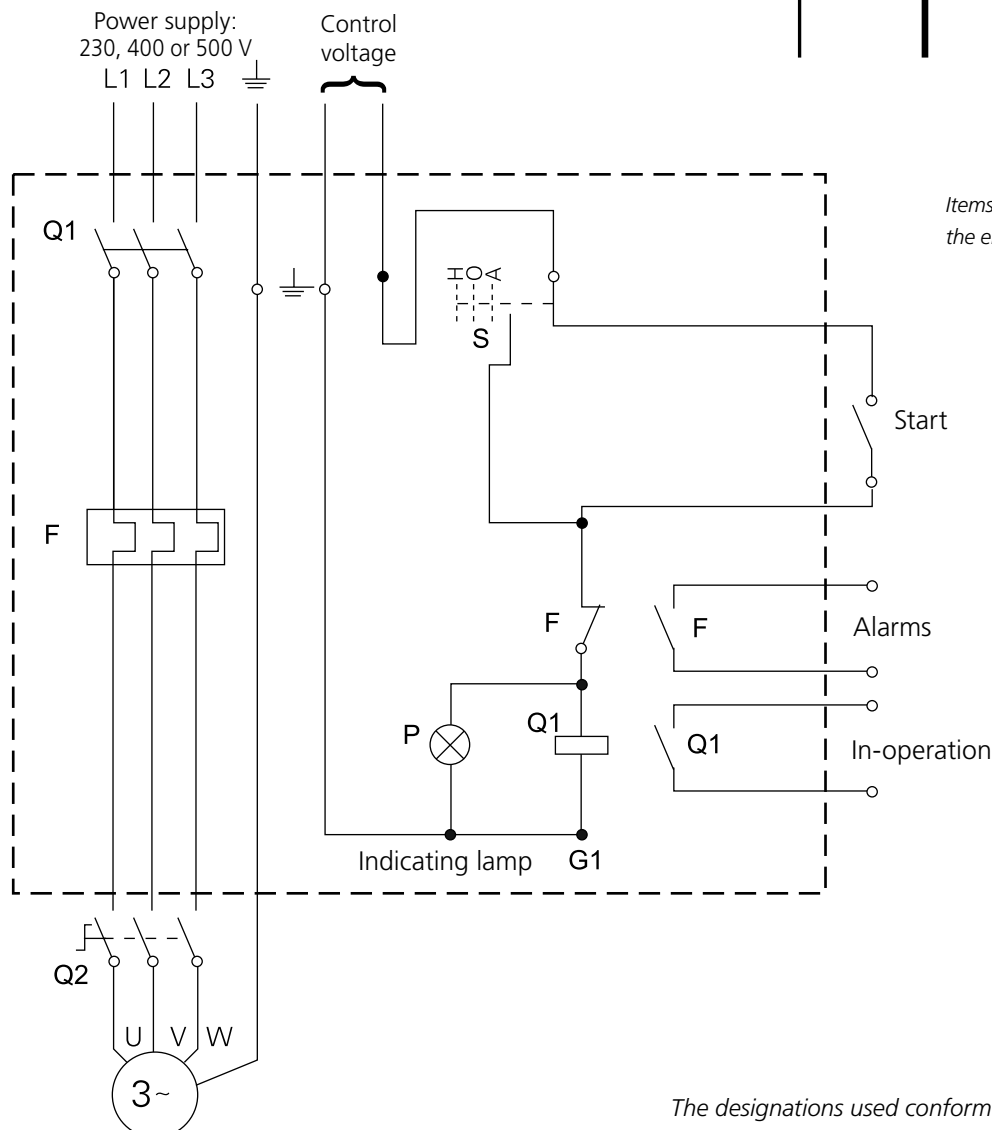 Power supply:
230, 400 or 500 V
L1 L2 L3
Control
voltage
Items
the e
Q1
H O A
S
Start
F
F
F
Alarms
P
Q1
Q1
In-operation
Indicating lamp
G1
Q2
U V W
3~
The designations used conform